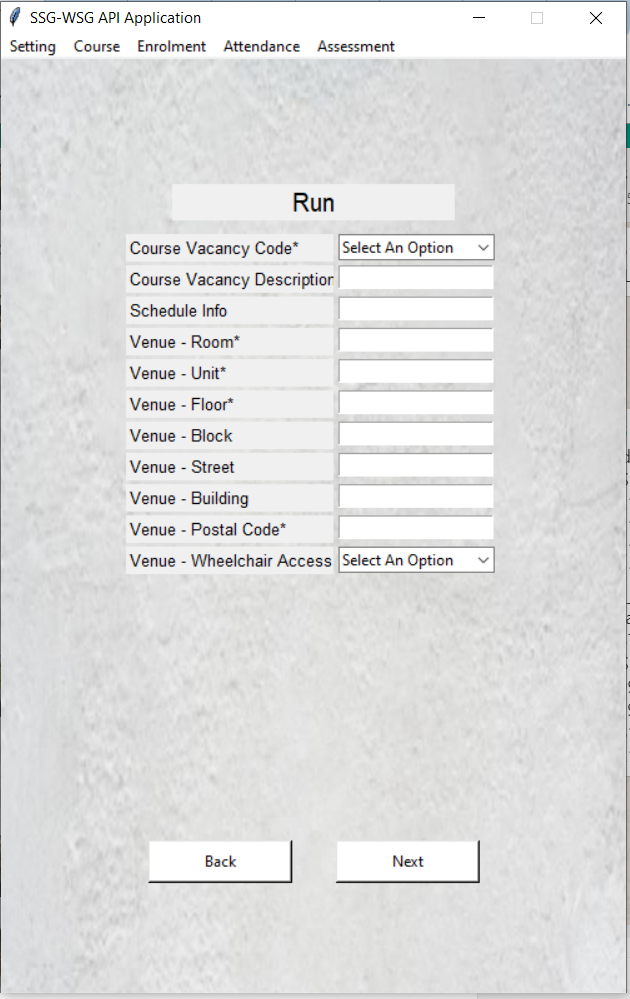 SSG-WSG API Application
Setting Course Enrolment Attendance Assessment
Run
Course Vacancy Code* Select An Option
Course Vacancy Description
Schedule Info
Venue - Room*
Venue - Unit*
Venue - Floor*
Venue - Block
Venue - Street
Venue - Building
Venue - Postal Code*
Venue - Wheelchair Access Select An Option
Back Next